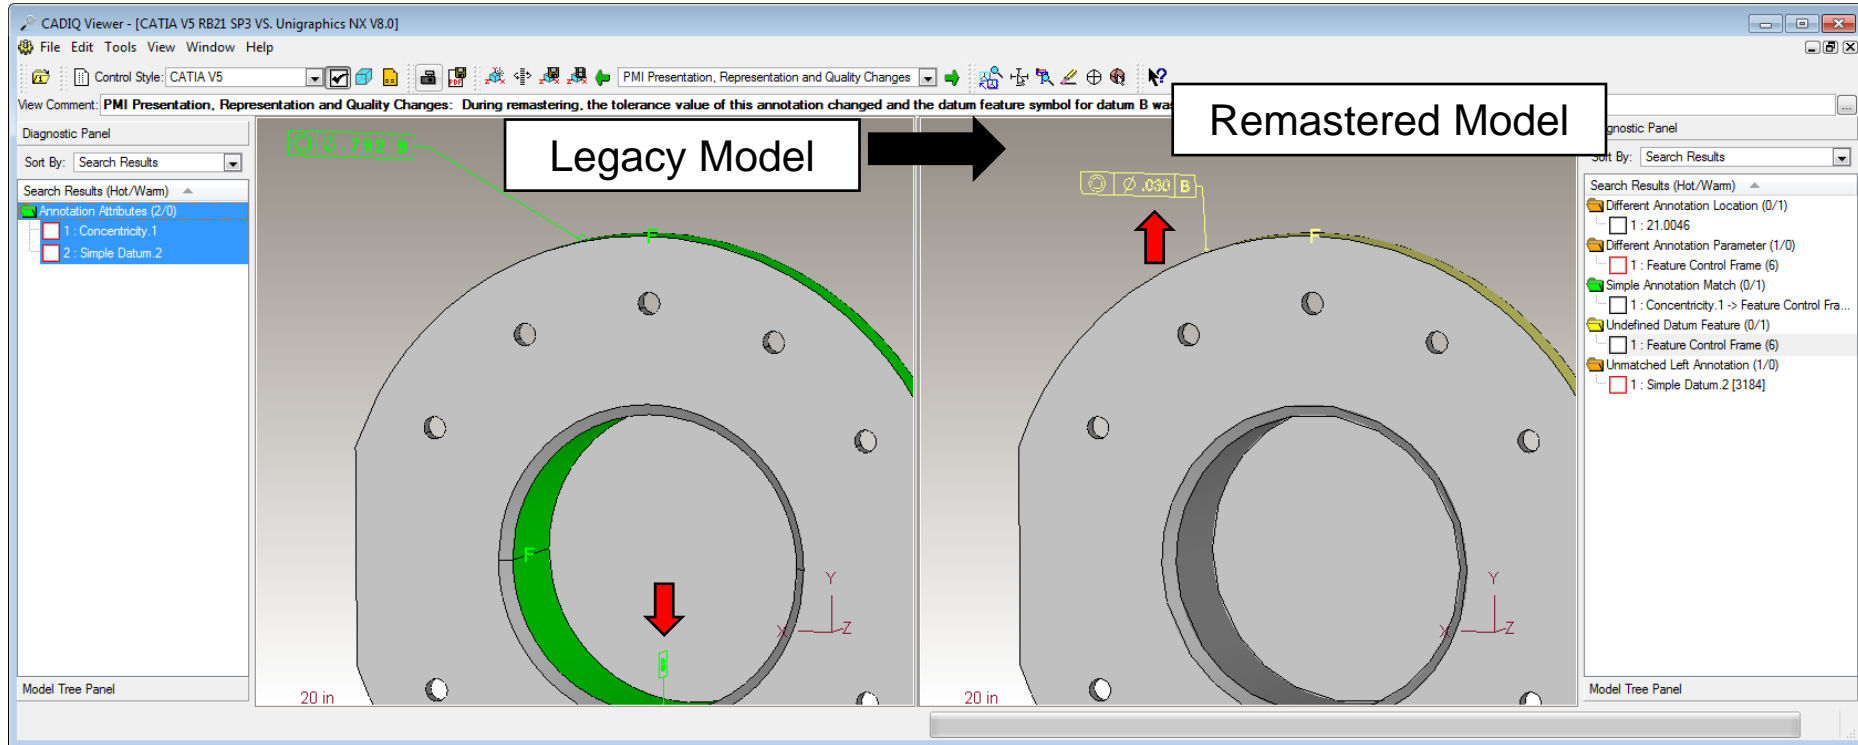 CADIQ Viewer - [CATIA V5 RB21 SP3 VS. Unigraphics NX V8.0]
File Edit Tools View Window Help
Control Style: CATIA V5
PMI Presentation, Representation and Quality Changes
View Comment: PMI Presentation, Representation and Quality Changes: During remastering, the tolerance value of this annotation changed and the datum feature symbol for datum B was
Legacy Model
Remastered Model
Diagnostic Panel
Sort By: Search Results
Search Results (Hot/Warm)
Annotation Attributes (2/0)
1 : Concentricity.1
2 : Simple Datum.2
Model Tree Panel
Ø.762 B
F
F
Y
X
Z
20 in
Ø .030 B
F
Y
X
Z
20 in
gnostic Panel
Sort By: Search Results
Search Results (Hot/Warm)
Different Annotation Location (0/1)
1 : 21.0046
Different Annotation Parameter (1/0)
1 : Feature Control Frame (6)
Simple Annotation Match (0/1)
1 : Concentricity.1 -> Feature Control Fra...
Undefined Datum Feature (0/1)
1 : Feature Control Frame (6)
Unmatched Left Annotation (1/0)
1 : Simple Datum.2 [3184]
Model Tree Panel